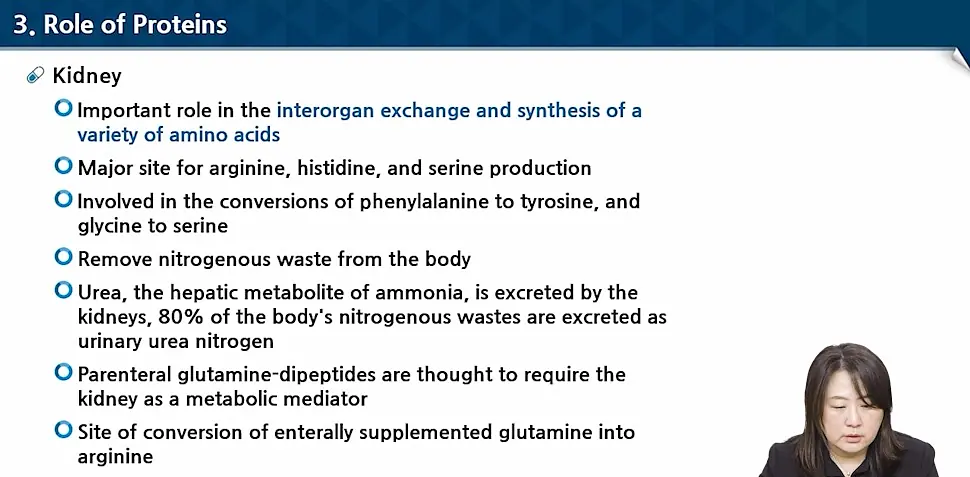 3. Role of Proteins
Kidney
Important role in the interorgan exchange and synthesis of a
variety of amino acids
Major site for arginine, histidine, and serine production
Involved in the conversions of phenylalanine to tyrosine, and
glycine to serine
Remove nitrogenous waste from the body
Urea, the hepatic metabolite of ammonia, is excreted by the
kidneys, 80% of the body's nitrogenous wastes are excreted as
urinary urea nitrogen
Parenteral glutamine-dipeptides are thought to require the
kidney as a metabolic mediator
Site of conversion of enterally supplemented glutamine into
arginine